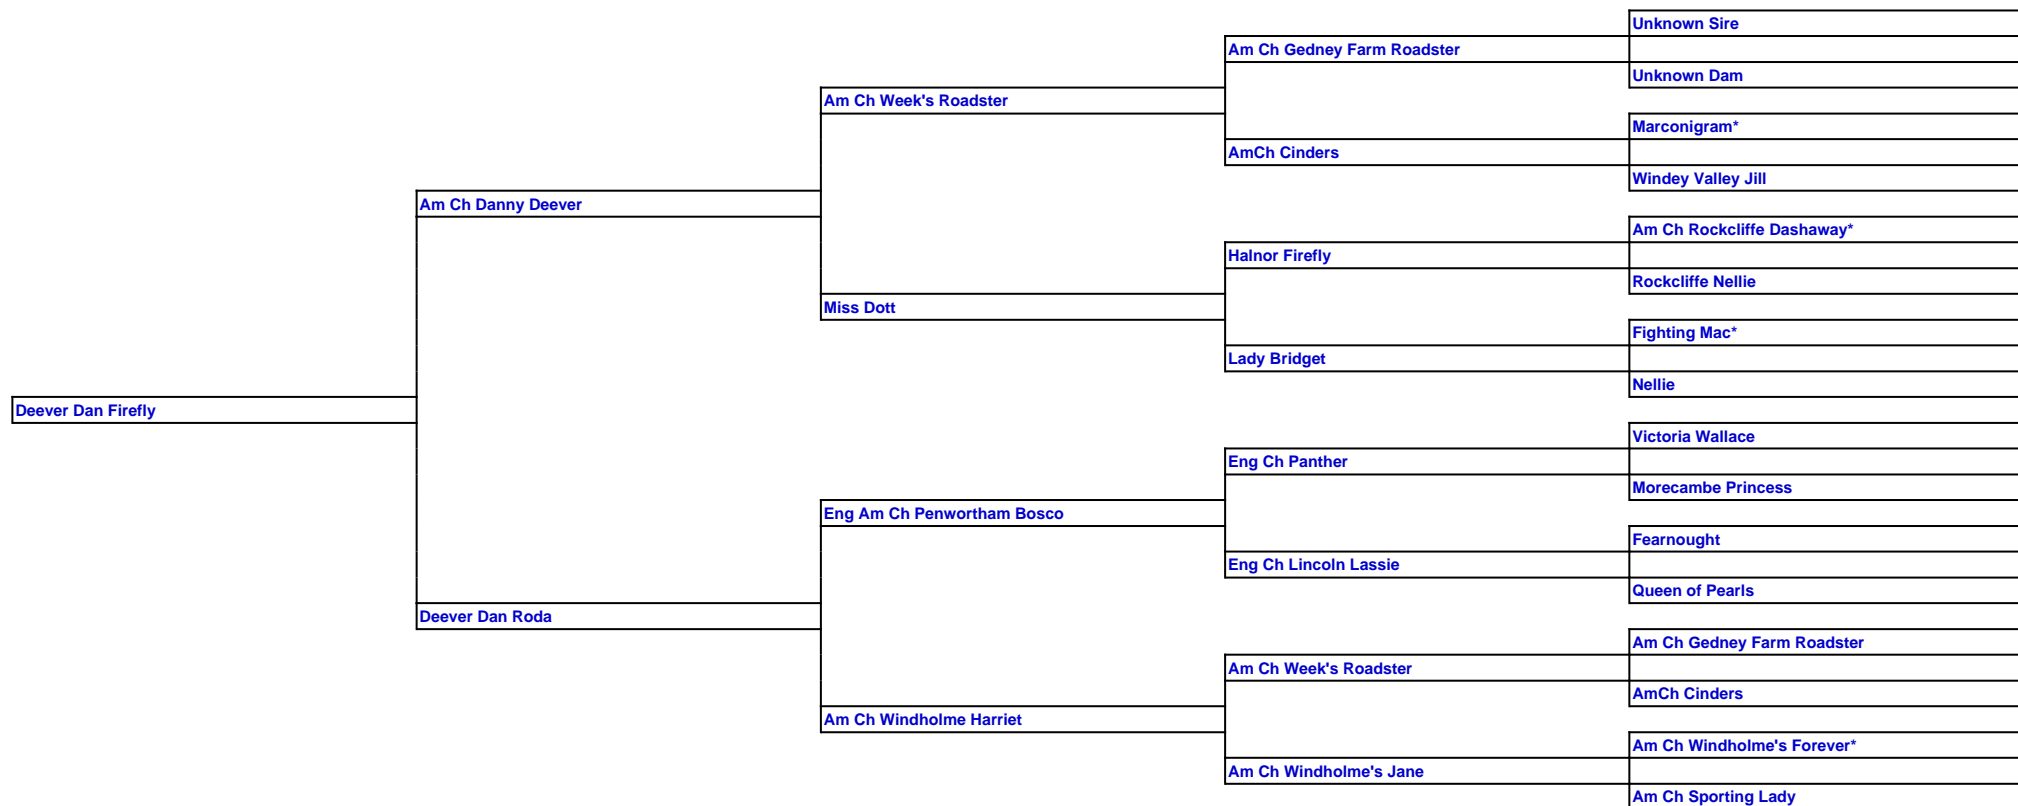 Unknown Sire
Am Ch Gedney Farm Roadster
Unknown Dam
Am Ch Week's Roadster
Marconigram*
AmCh Cinders
Windey Valley Jill
Am Ch Danny Deever
Am Ch Rockcliffe Dashaway*
Halnor Firefly
Rockcliffe Nellie
Miss Dott
Fighting Mac*
Lady Bridget
Nellie
Deever Dan Firefly
Victoria Wallace
Eng Ch Panther
Morecambe Princess
Eng Am Ch Penwortham Bosco
Fearnought
Eng Ch Lincoln Lassie
Queen of Pearls
Deever Dan Roda
Am Ch Gedney Farm Roadster
Am Ch Week's Roadster
AmCh Cinders
Am Ch Windholme Harriet
Am Ch Windholme's Forever*
Am Ch Windholme's Jane
Am Ch Sporting Lady